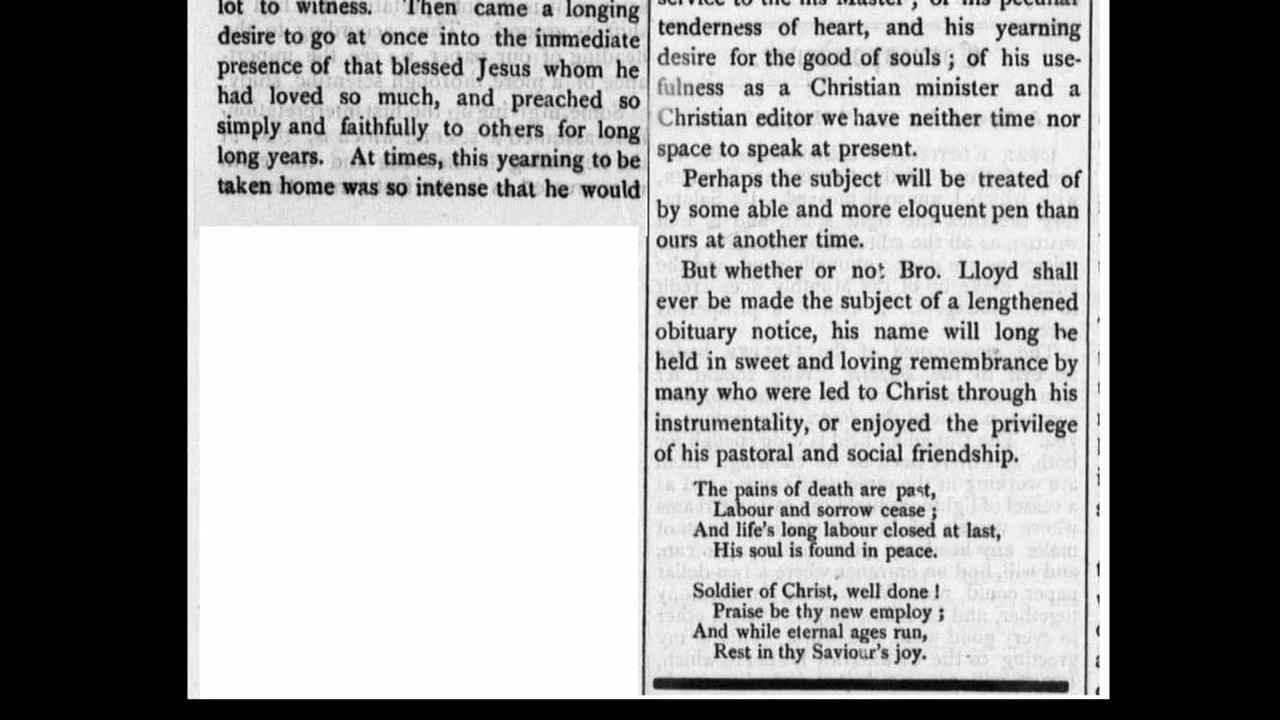 lot to witness. Then came a longing
desire to go at once into the immediate
presence of that blessed Jesus whom he
had loved so much, and preached so
simply and faithfully to others for long
long years. At times, this yearning to be
taken home was so intense that he would
service to the his Master ; of his peculiar
tenderness of heart, and his yearning
desire for the good of souls ; of his use-
fulness as a Christian minister and a
Christian editor we have neither time nor
space to speak at present.
Perhaps the subject will be treated of
by some able and more eloquent pen than
ours at another time.
But whether or not Bro. Lloyd shall
ever be made the subject of a lengthened
obituary notice, his name will long be
held in sweet and loving remembrance by
many who were led to Christ through his
instrumentality, or enjoyed the privilege
of his pastoral and social friendship.
The pains of death are past,
Labour and sorrow cease ;
And life's long labour closed at last,
His soul is found in peace.
Soldier of Christ, well done !
Praise be thy new employ ;
And while eternal ages run,
Rest in thy Saviour's joy.